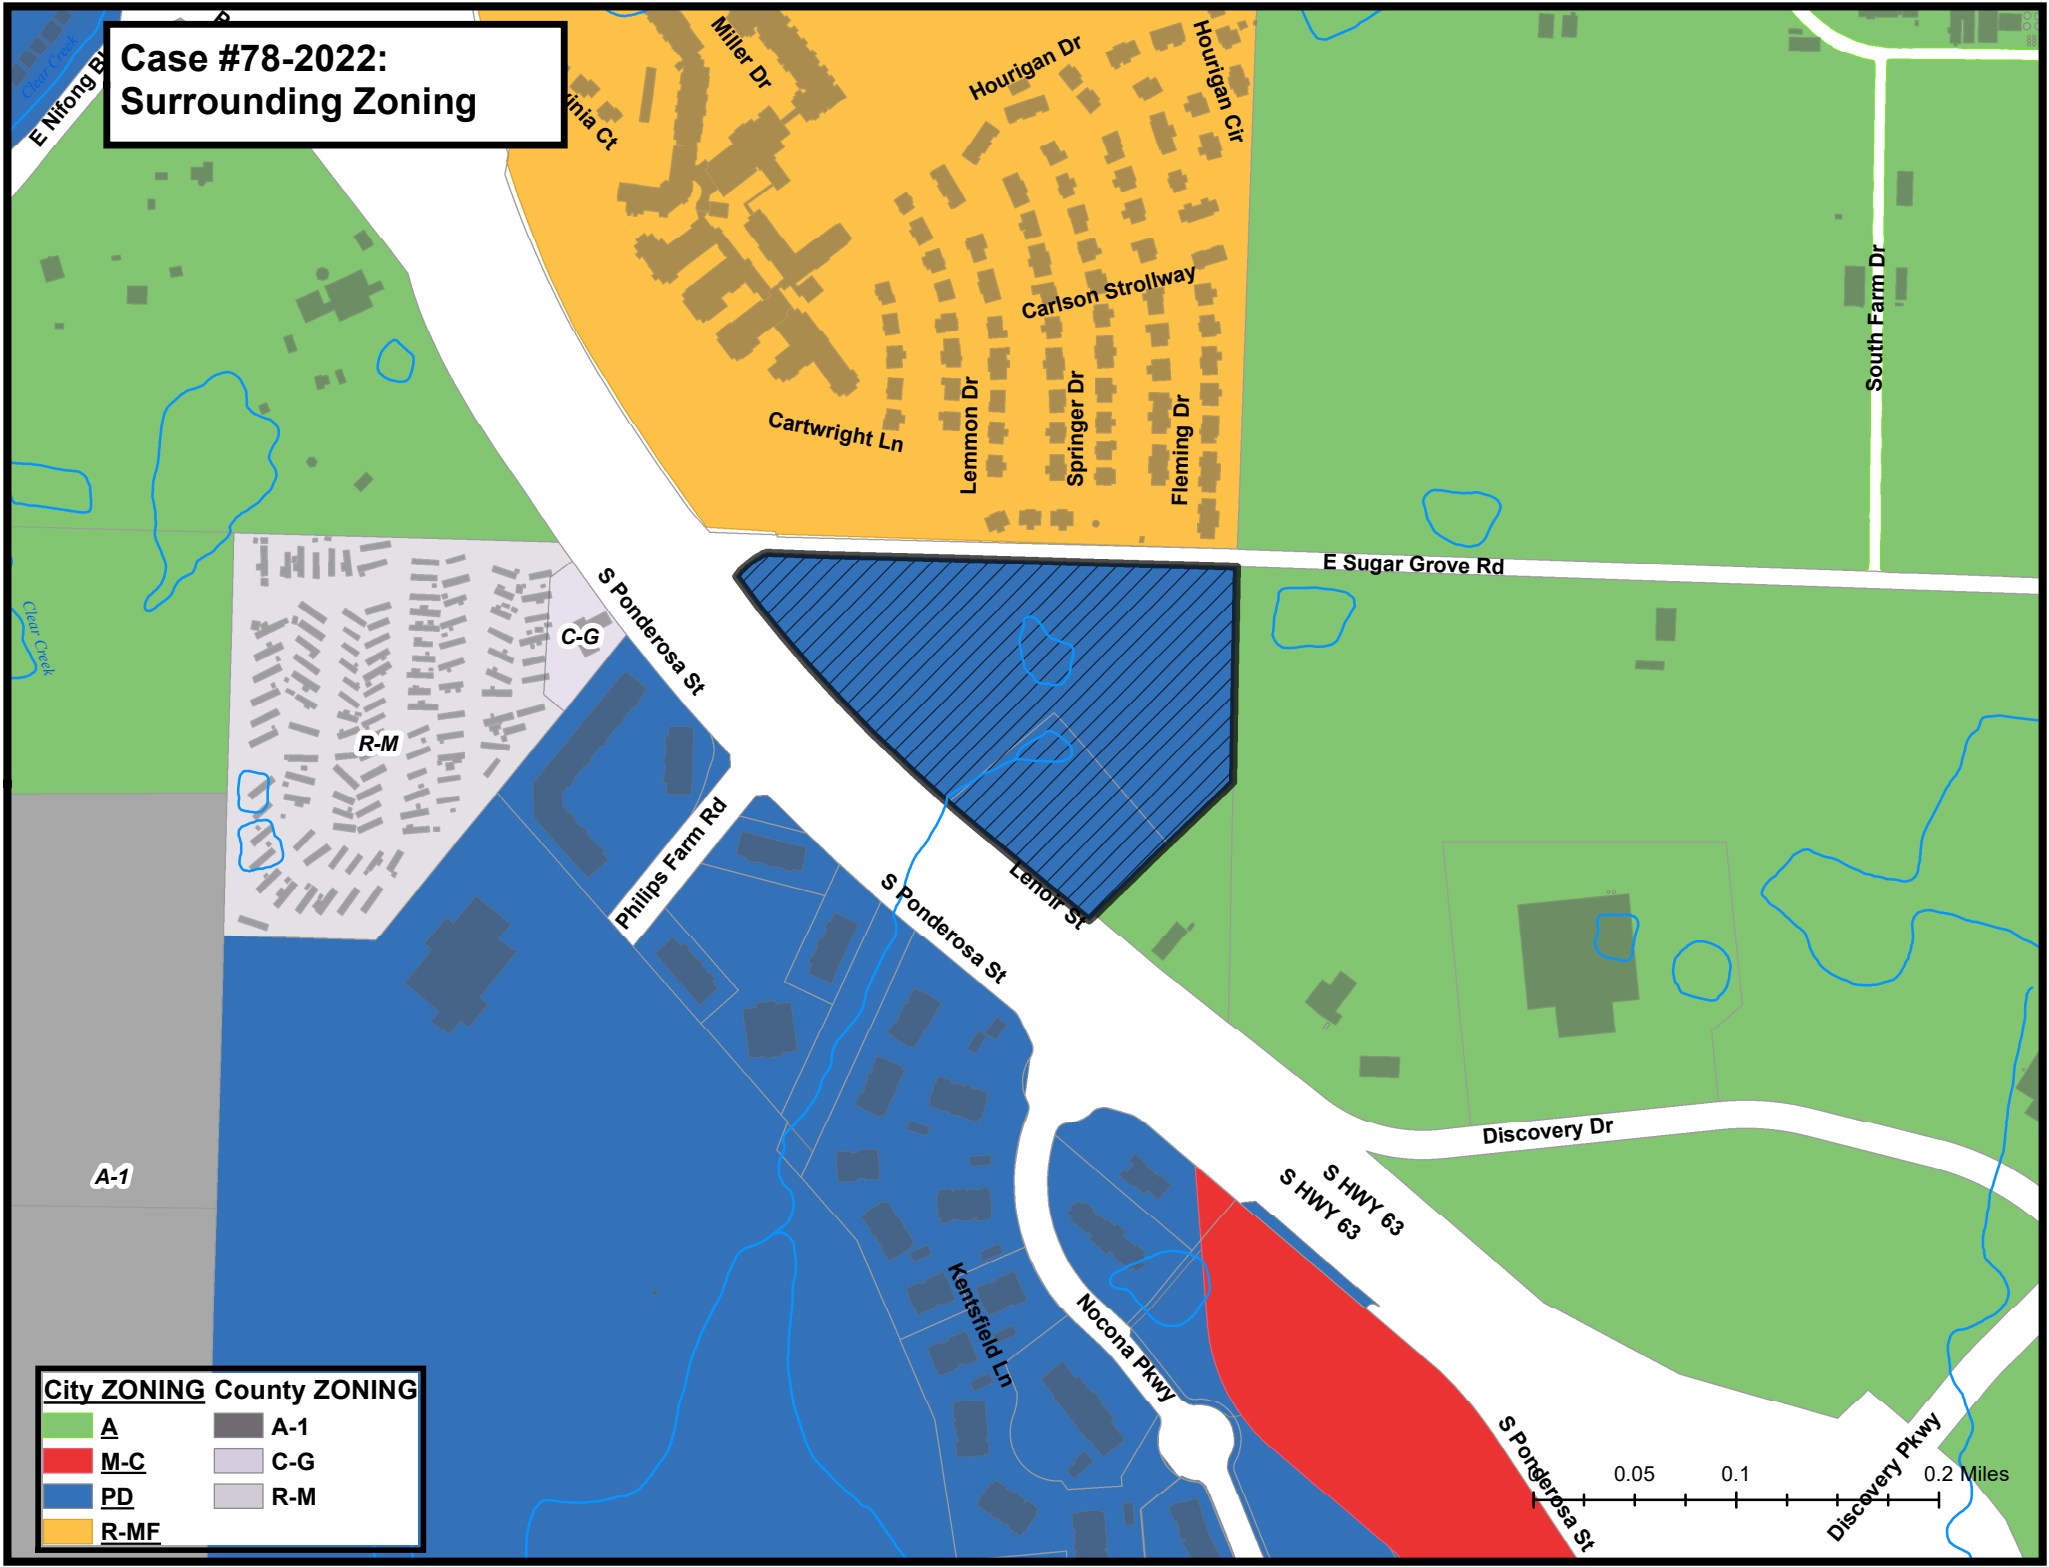 Case #78-2022:
Surrounding Zoning
Clear Creek
E Nifong
inia Ct
Miller Dr
Hourigan Dr
Hourigan Cir
Carlson Strollway
South Farm Dr
Cartwright Ln
Lemmon Dr
Springer Dr
Fleming Dr
E Sugar Grove Rd
S Ponderosa St
Clear Creek
C-G
R-M
Philips Farm Rd
Lenoir St
S Ponderosa St
Discovery Dr
A-1
S HWY 63
S HWY 63
Kentsfield Ln
Nocona Pkwy
S Ponderosa St
Discovery Pkwy
City ZONING County ZONING
A A-1
M-C C-G
PD R-M
R-MF
0 0.05 0.1 0.2 Miles